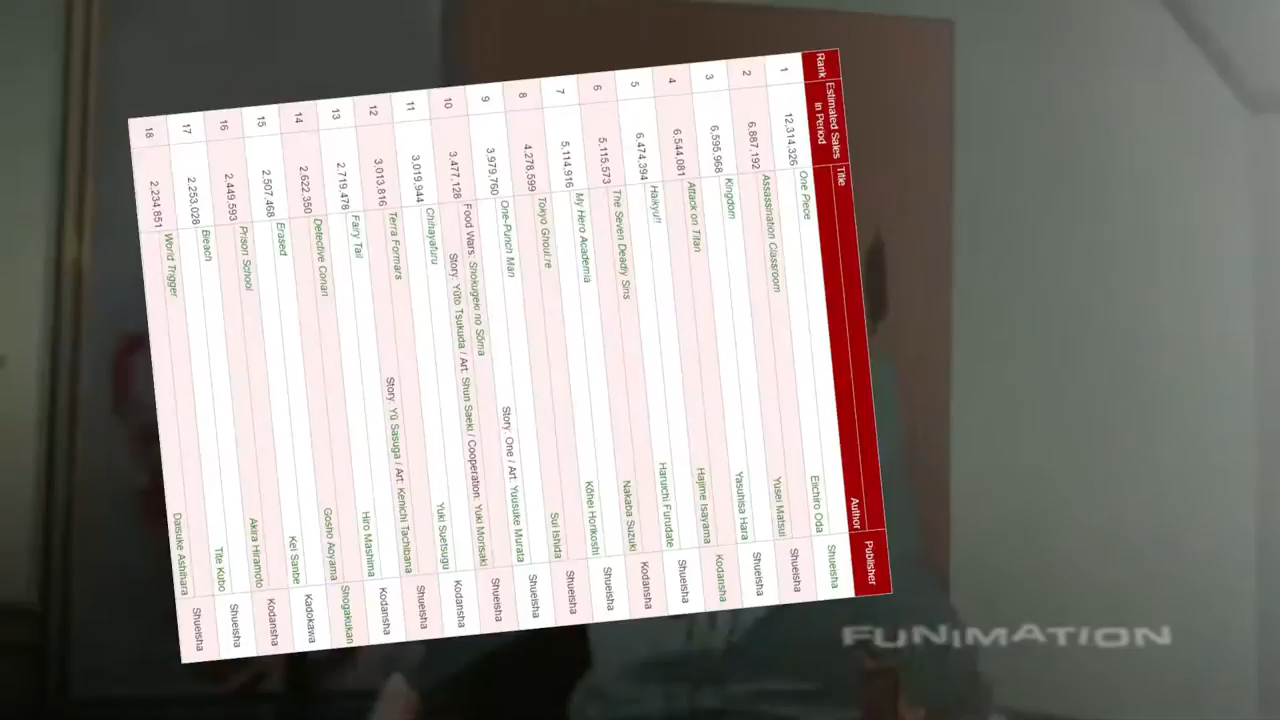 Rank Estimated Sales in Period Title Author Publisher
1 12,314,326 One Piece Eiichiro Oda Shueisha
2 6,887,192 Assassination Classroom Yusei Matsui Shueisha
3 6,595,968 Kingdom Yasuhisa Hara Shueisha
4 6,544,081 Attack on Titan Hajime Isayama Kodansha
5 6,474,394 Haikyu!! Haruichi Furudate Shueisha
6 5,115,573 The Seven Deadly Sins Nakaba Suzuki Kodansha
7 5,114,916 My Hero Academia Kōhei Horikoshi Shueisha
8 4,278,599 Tokyo Ghoul:re Sui Ishida Shueisha
9 3,979,760 One-Punch Man Story: One / Art: Yuusuke Murata Shueisha
10 3,477,128 Food Wars: Shokugeki no Sōma Story: Yūto Tsukuda / Art: Shun Saeki / Cooperation: Yuki Morisaki Shueisha
11 3,019,944 Chihayafuru Yuki Suetsugu Kodansha
12 3,013,816 Terra Formars Story: Yū Sasuga / Art: Kenichi Tachibana Shueisha
13 2,719,478 Fairy Tail Hiro Mashima Kodansha
14 2,622,350 Detective Conan Gosho Aoyama Shogakukan
15 2,507,468 Erased Kei Sanbe Kadokawa
16 2,449,593 Prison School Akira Hiramoto Kodansha
17 2,253,028 Bleach Tite Kubo Shueisha
18 2,234,851 World Trigger Daisuke Ashihara Shueisha
FUNIMATION